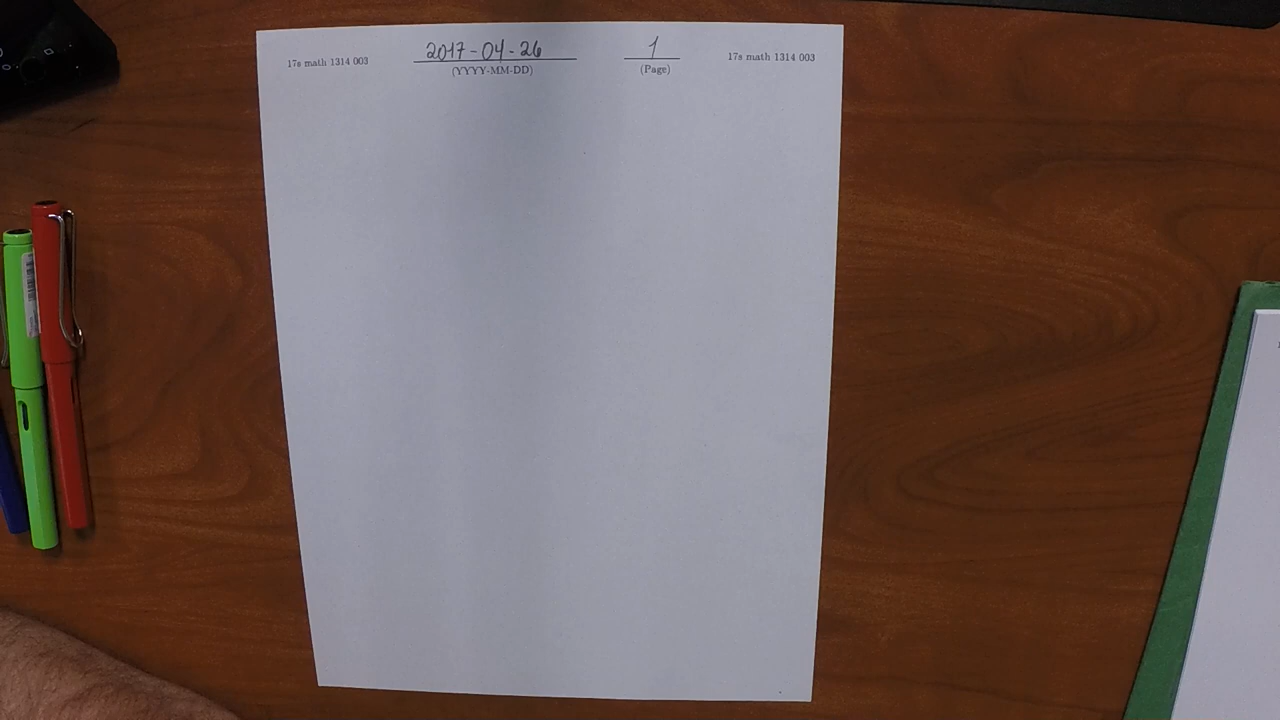 17s math 1314 003 2017-04-26 1 17s math 1314 003
(YYYY-MM-DD) (Page)